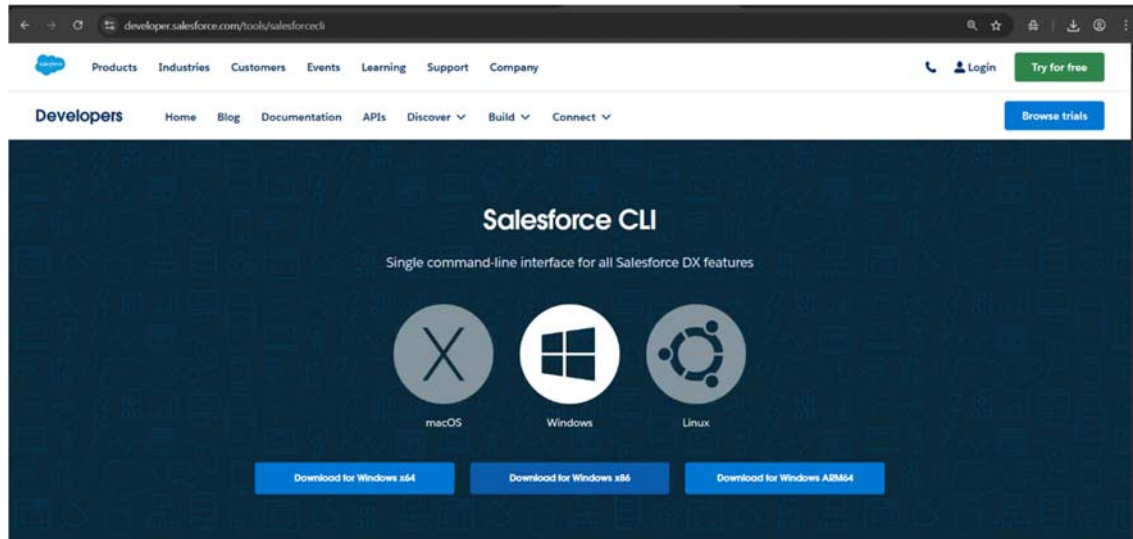 developer.salesforce.com/tools/salesforcecli
salesforce
Products Industries Customers Events Learning Support Company Login Try for free
Developers Home Blog Documentation APIs Discover Build Connect Browse trials
Salesforce CLI
Single command-line interface for all Salesforce DX features
macOS Windows Linux
Download for Windows x64 Download for Windows x86 Download for Windows ARM64